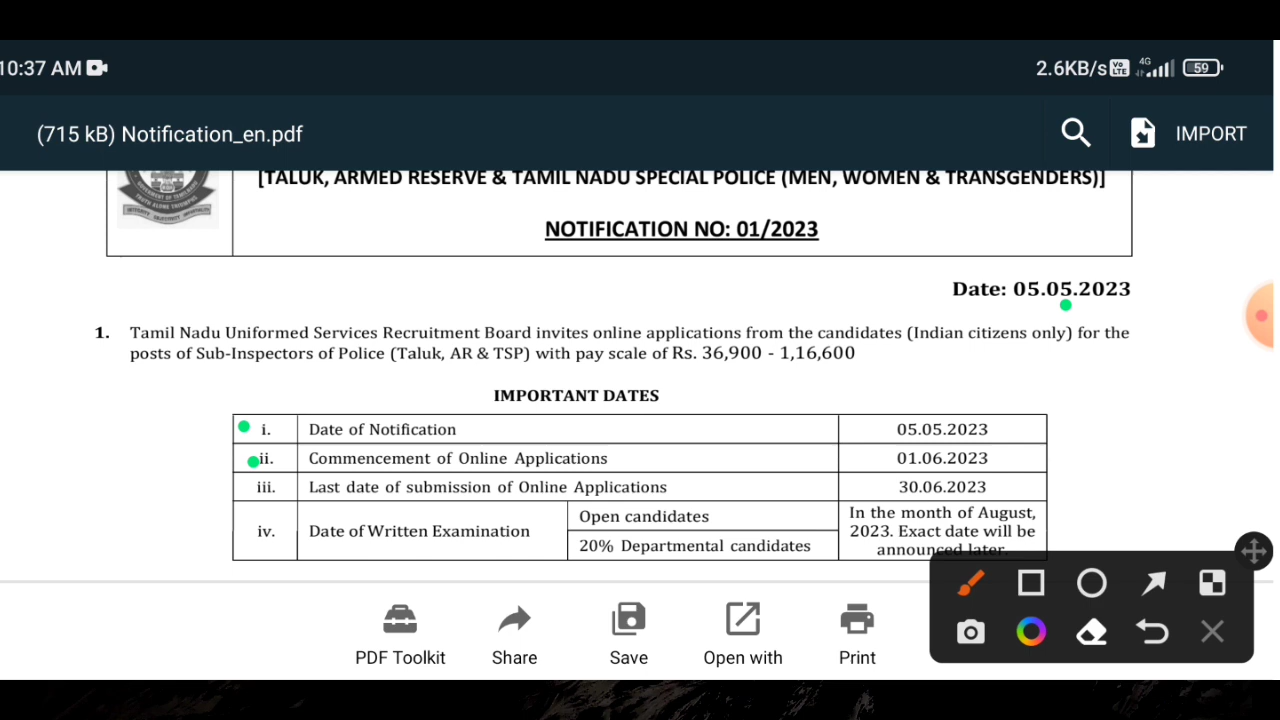 10:37 AM
2.6KB/s Vo LTE 4G 59
(715 kB) Notification_en.pdf
IMPORT
[TALUK, ARMED RESERVE & TAMIL NADU SPECIAL POLICE (MEN, WOMEN & TRANSGENDERS)]
NOTIFICATION NO: 01/2023
Date: 05.05.2023
1. Tamil Nadu Uniformed Services Recruitment Board invites online applications from the candidates (Indian citizens only) for the
posts of Sub-Inspectors of Police (Taluk, AR & TSP) with pay scale of Rs. 36,900 - 1,16,600
IMPORTANT DATES
i. Date of Notification 05.05.2023
ii. Commencement of Online Applications 01.06.2023
iii. Last date of submission of Online Applications 30.06.2023
iv. Date of Written Examination
Open candidates
20% Departmental candidates
In the month of August,
2023. Exact date will be
announced later.
PDF Toolkit
Share
Save
Open with
Print